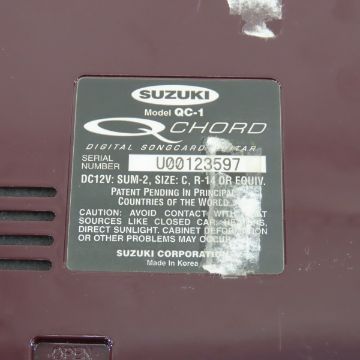 SUZUKI
Model QC-1
Q CHORD
DIGITAL SONGCARD GUITAR
SERIAL NUMBER U00123597
DC12V: SUM-2, SIZE: C, R-14 OR EQUIV.
PATENT PENDING IN
COUNTRIES OF THE WORLD
CAUTION: AVOID CONTACT WITH HEAT
SOURCES LIKE CLOSED CAR
DIRECT SUNLIGHT. CABINET DEFORMATION
OR OTHER PROBLEMS MAY OCCUR
SUZUKI CORPORATION
Made in Korea
OPEN